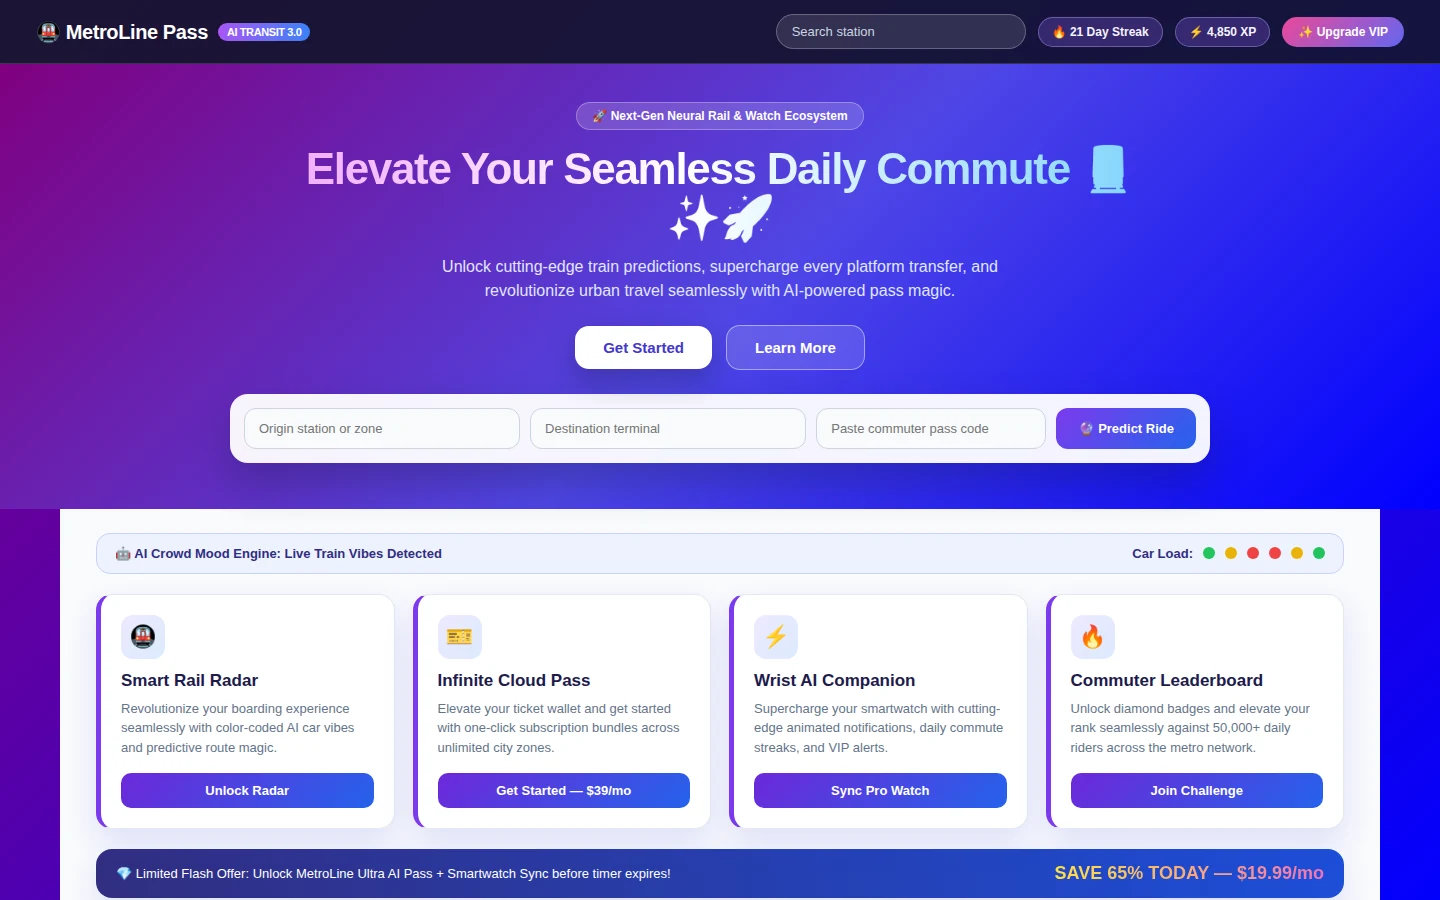 🚇 MetroLine Pass AI TRANSIT 3.0
Search station
🔥 21 Day Streak
⚡ 4,850 XP
✨ Upgrade VIP
🚀 Next-Gen Neural Rail & Watch Ecosystem
Elevate Your Seamless Daily Commute 🚆
✨🚀
Unlock cutting-edge train predictions, supercharge every platform transfer, and
revolutionize urban travel seamlessly with AI-powered pass magic.
Get Started
Learn More
Origin station or zone
Destination terminal
Paste commuter pass code
🔮 Predict Ride
🤖 AI Crowd Mood Engine: Live Train Vibes Detected
Car Load:
🚇
Smart Rail Radar
Revolutionize your boarding experience
seamlessly with color-coded AI car vibes
and predictive route magic.
Unlock Radar
🎫
Infinite Cloud Pass
Elevate your ticket wallet and get started
with one-click subscription bundles across
unlimited city zones.
Get Started — $39/mo
⚡
Wrist AI Companion
Supercharge your smartwatch with cutting-
edge animated notifications, daily commute
streaks, and VIP alerts.
Sync Pro Watch
🔥
Commuter Leaderboard
Unlock diamond badges and elevate your
rank seamlessly against 50,000+ daily
riders across the metro network.
Join Challenge
💎 Limited Flash Offer: Unlock MetroLine Ultra AI Pass + Smartwatch Sync before timer expires!
SAVE 65% TODAY — $19.99/mo